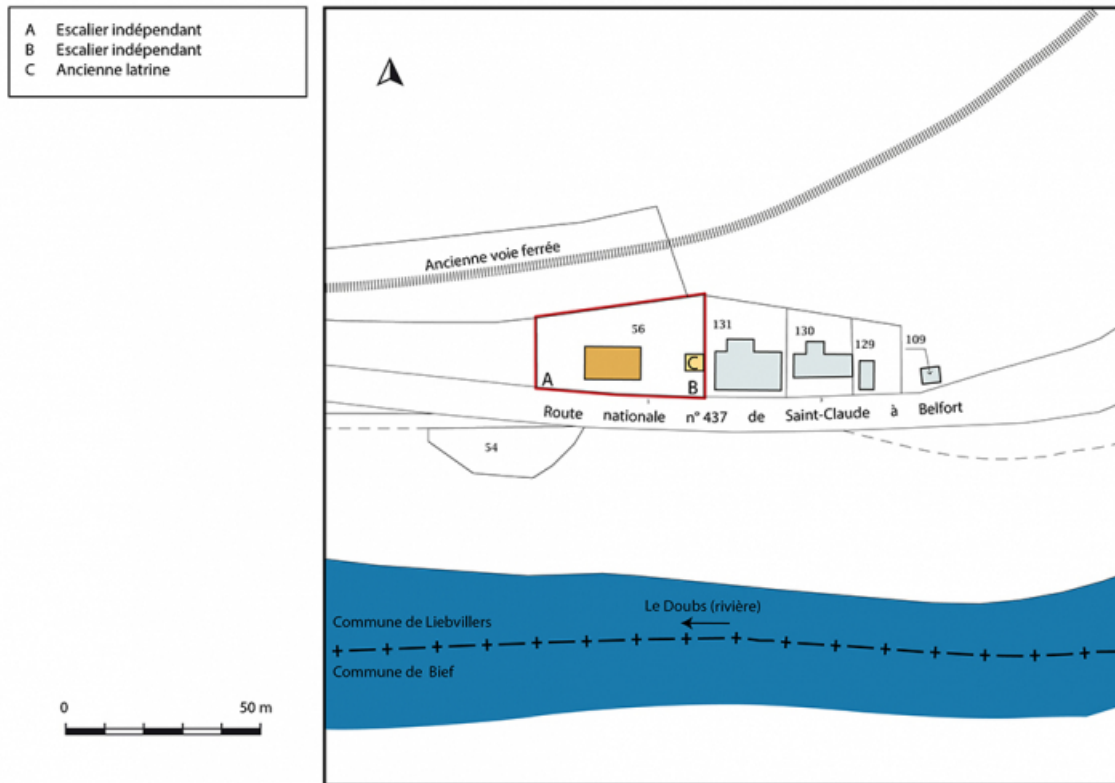 A Escalier indépendant
B Escalier indépendant
C Ancienne latrine
Ancienne voie ferrée
56
131
130
129
109
C
A
B
Route nationale n° 437 de Saint-Claude à Belfort
54
Le Doubs (rivière)
Commune de Liebvillers
Commune de Bief
0 50 m